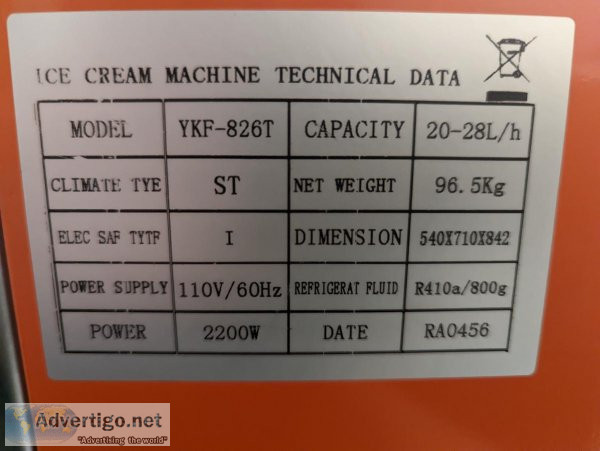 ICE CREAM MACHINE TECHNICAL DATA
MODEL YKF-826T CAPACITY 20-28L/h
CLIMATE TYE ST NET WEIGHT 96.5Kg
ELEC SAF TYTF I DIMENSION 540X710X842
POWER SUPPLY 110V/60Hz REFRIGERAT FLUID R410a/800g
POWER 2200W DATE RA0456
Advertigo.net
"Advertising the world"